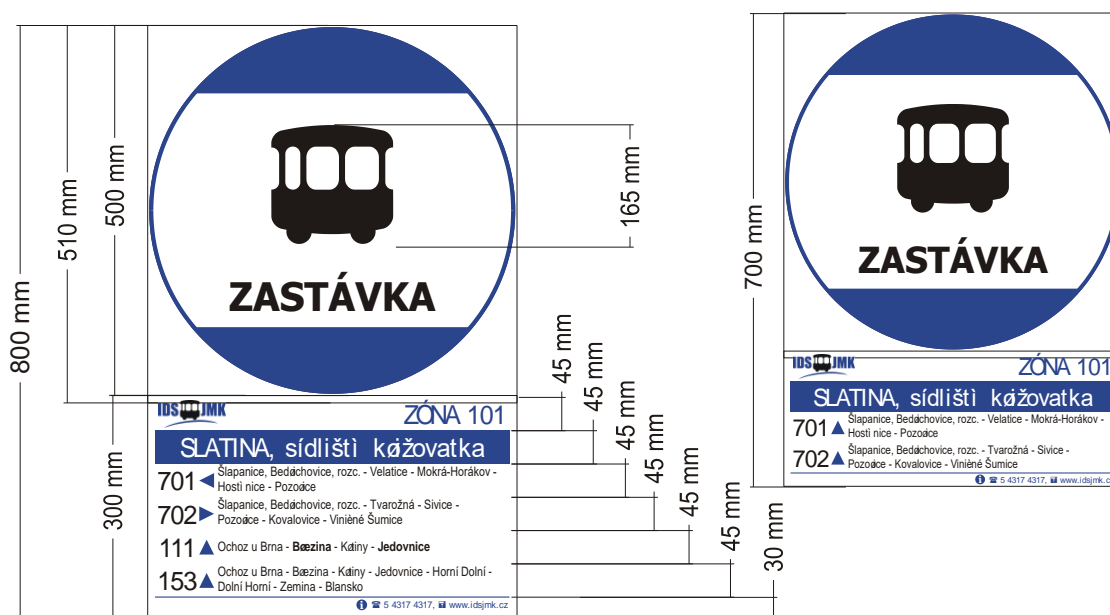 800 mm
510 mm
500 mm
300 mm
ZASTÁVKA
165 mm
45 mm
45 mm
45 mm
45 mm
45 mm
45 mm
30 mm
IDS JMK
ZÓNA 101
SLATINA, sídlištì køižovatka
701 Šlapanice, Bedøichovice, rozc. - Velatice - Mokrá-Horákov -
Hostì nice - Pozoøice
702 Šlapanice, Bedøichovice, rozc. - Tvarožná - Sivice -
Pozoøice - Kovalovice - Vinièné Šumice
111 Ochoz u Brna - Bøezina - Køtiny - Jedovnice
153 Ochoz u Brna - Bøezina - Køtiny - Jedovnice - Horní Dolní -
Dolní Horní - Zemina - Blansko
5 4317 4317, www.idsjmk.cz
700 mm
ZASTÁVKA
IDS JMK
ZÓNA 101
SLATINA, sídlištì køižovatka
701 Šlapanice, Bedøichovice, rozc. - Velatice - Mokrá-Horákov -
Hostì nice - Pozoøice
702 Šlapanice, Bedøichovice, rozc. - Tvarožná - Sivice -
Pozoøice - Kovalovice - Vinièné Šumice
5 4317 4317, www.idsjmk.c